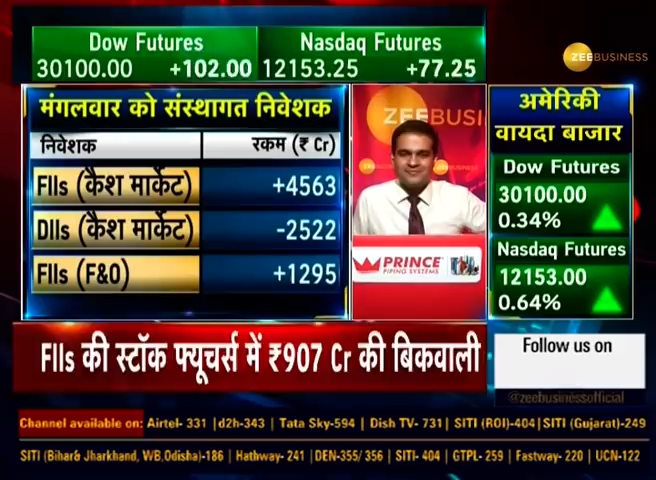 Dow Futures
30100.00 +102.00
Nasdaq Futures
12153.25 +77.25
ZEEBUSINESS
मंगलवार को संस्थागत निवेशक
निवेशक रकम (₹ Cr)
FIIs (कैश मार्केट) +4563
DIIs (कैश मार्केट) -2522
FIIs (F&O) +1295
ZEEBUSI
PRINCE
PIPING SYSTEMS
अमेरिकी
वायदा बाजार
Dow Futures
30100.00
0.34%
Nasdaq Futures
12153.00
0.64%
FIIs की स्टॉक फ्यूचर्स में ₹907 Cr की बिकवाली
Follow us on
@zeebusinessofficial
Channel available on: Airtel- 331 |d2h-343 | Tata Sky-594 | Dish TV- 731| SITI (ROI)-404|SITI (Gujarat)-249
SITI (Bihar& Jharkhand, WB,Odisha)-186 | Hathway- 241 |DEN-355/ 356 | SITI- 404 | GTPL- 259 | Fastway- 220 | UCN-122